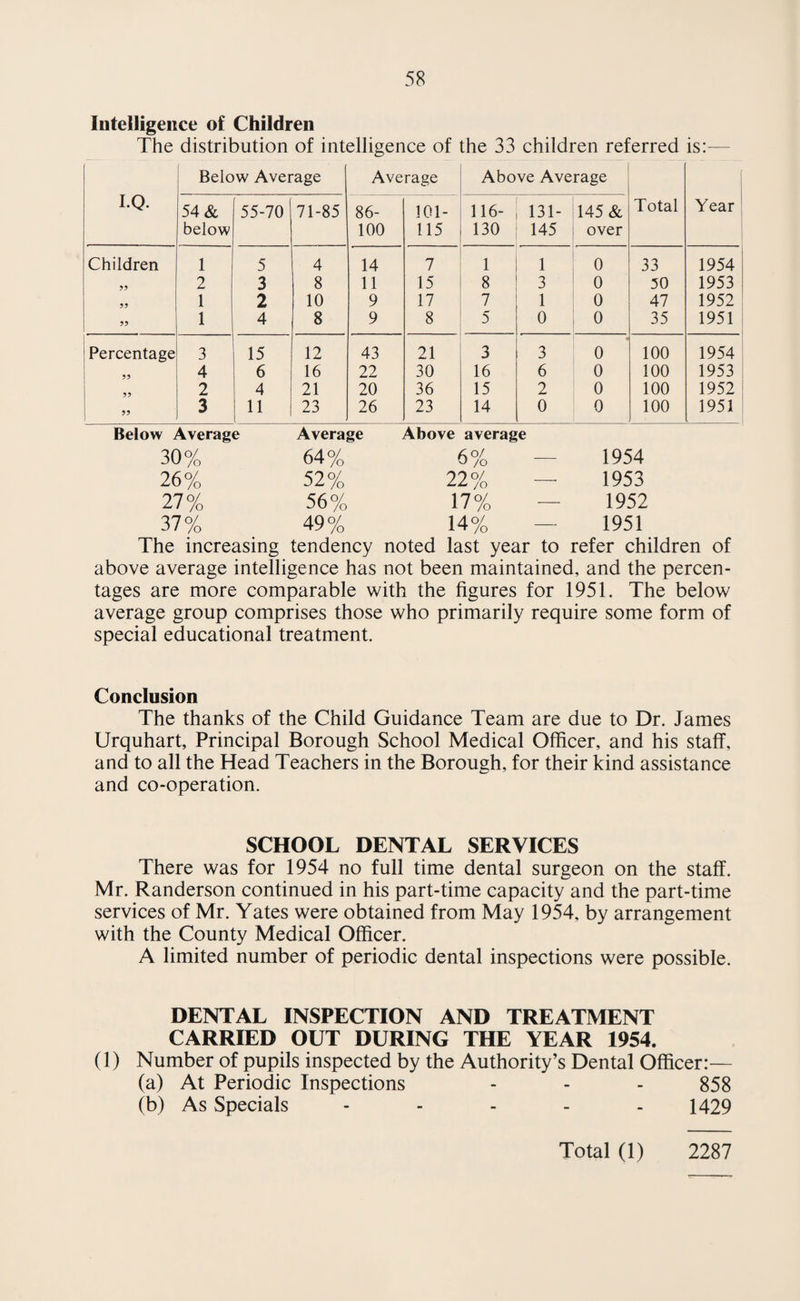 58
Intelligence of Children
The distribution of intelligence of the 33 children referred is:—
I.Q. Below Average Average Above Average Total Year
54 & below 55-70 71-85 86-100 101-115 116-130 131-145 145 & over
Children 1 5 4 14 7 1 1 0 33 1954
„ 2 3 8 11 15 8 3 0 50 1953
„ 1 2 10 9 17 7 1 0 47 1952
„ 1 4 8 9 8 5 0 0 35 1951
Percentage 3 15 12 43 21 3 3 0 100 1954
„ 4 6 16 22 30 16 6 0 100 1953
„ 2 4 21 20 36 15 2 0 100 1952
„ 3 11 23 26 23 14 0 0 100 1951
Below Average Average Above average
30% 64% 6% — 1954
26% 52% 22% — 1953
27% 56% 17% — 1952
37% 49% 14% — 1951
The increasing tendency noted last year to refer children of
above average intelligence has not been maintained, and the percen-
tages are more comparable with the figures for 1951. The below
average group comprises those who primarily require some form of
special educational treatment.
Conclusion
The thanks of the Child Guidance Team are due to Dr. James
Urquhart, Principal Borough School Medical Officer, and his staff,
and to all the Head Teachers in the Borough, for their kind assistance
and co-operation.
SCHOOL DENTAL SERVICES
There was for 1954 no full time dental surgeon on the staff.
Mr. Randerson continued in his part-time capacity and the part-time
services of Mr. Yates were obtained from May 1954, by arrangement
with the County Medical Officer.
A limited number of periodic dental inspections were possible.
DENTAL INSPECTION AND TREATMENT
CARRIED OUT DURING THE YEAR 1954.
(1) Number of pupils inspected by the Authority's Dental Officer:—
(a) At Periodic Inspections - - - 858
(b) As Specials - - - - - 1429
Total (1) 2287